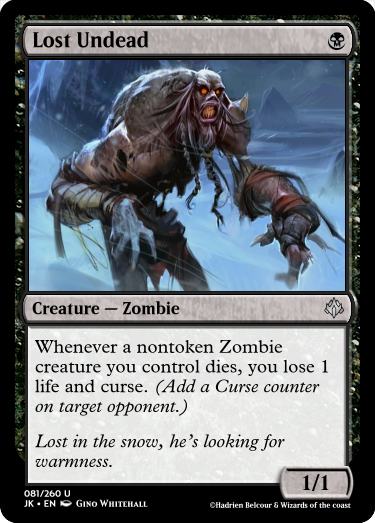 Lost Undead
Creature — Zombie
Whenever a nontoken Zombie
creature you control dies, you lose 1
life and curse. (Add a Curse counter
on target opponent.)
Lost in the snow, he's looking for
warmness.
1/1
081/260 U
JK • EN Gino Whitehall
©Hadrien Belcour & Wizards of the coast